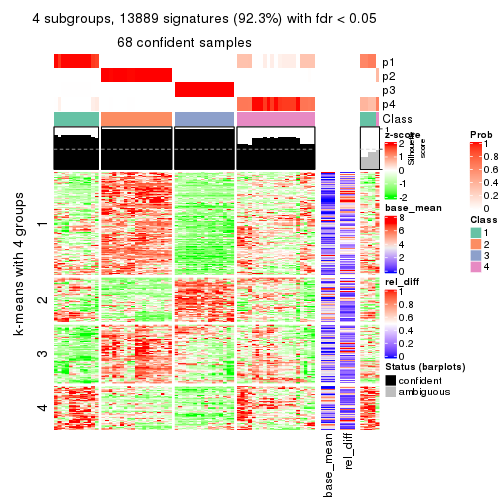 4 subgroups, 13889 signatures (92.3%) with fdr < 0.05
68 confident samples
p1
p2
p3
p4
Class
1
Silhouette score
k-means with 4 groups
1
2
3
4
base_mean
rel_diff
z-score
2
1
0
-1
-2
base_mean
8
6
4
2
0
rel_diff
1
0.8
0.6
0.4
0.2
0
Status (barplots)
confident
ambiguous
Prob
1
0.8
0.6
0.4
0.2
0
Class
1
2
3
4